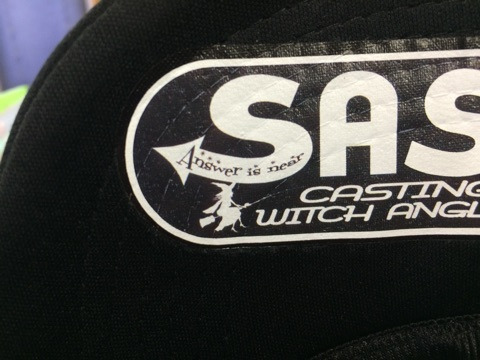 SAS
Answer is near
CASTING
WITCH ANGL